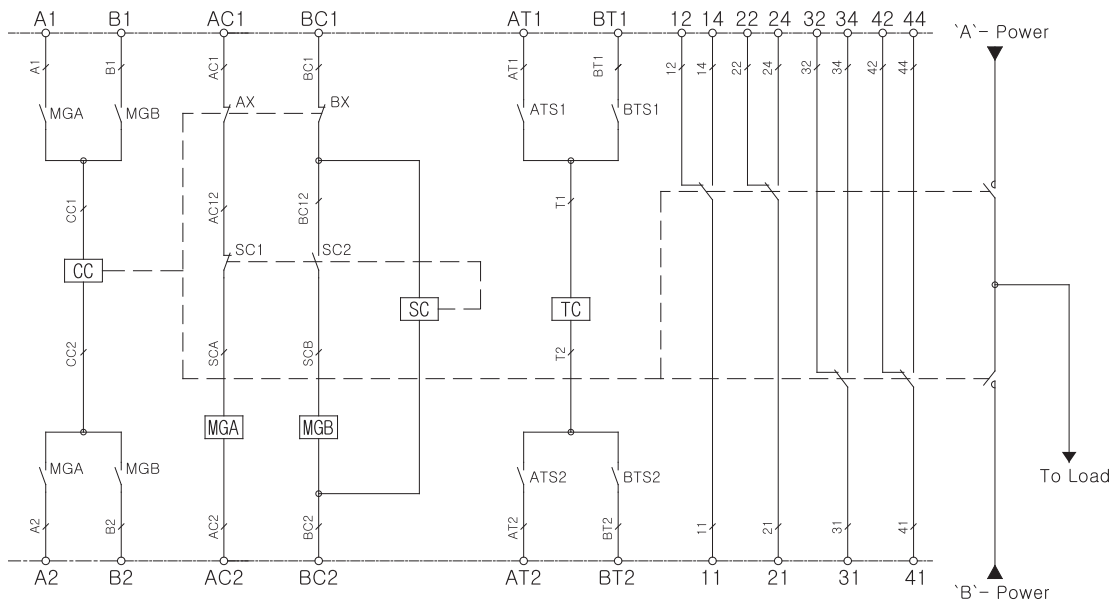 A1 B1 AC1 BC1 AT1 BT1 12 14 22 24 32 34 42 44
`A`- Power
A1 B1 AC1 BC1 AT1 BT1 12 14 22 24 32 34 42 44
MGA MGB AX BX ATS1 BTS1
CC1 AC12 BC12 T1
SC1 SC2
CC SC TC
CC2 SCA SCB T2
MGA MGB
MGA MGB ATS2 BTS2
To Load
A2 B2 AC2 BC2 AT2 BT2 11 21 31 41
A2 B2 AC2 BC2 AT2 BT2 11 21 31 41
`B`- Power